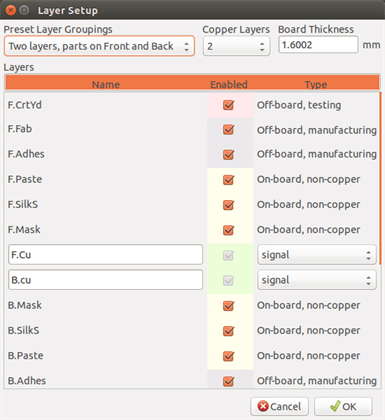 Layer Setup
Preset Layer Groupings Copper Layers Board Thickness
Two layers, parts on Front and Back 2 1.6002 mm
Layers
Name Enabled Type
F.CrtYd Off-board, testing
F.Fab Off-board, manufacturing
F.Adhes Off-board, manufacturing
F.Paste On-board, non-copper
F.SilkS On-board, non-copper
F.Mask On-board, non-copper
F.Cu signal
B.cu signal
B.Mask On-board, non-copper
B.SilkS On-board, non-copper
B.Paste On-board, non-copper
B.Adhes Off-board, manufacturing
Cancel OK